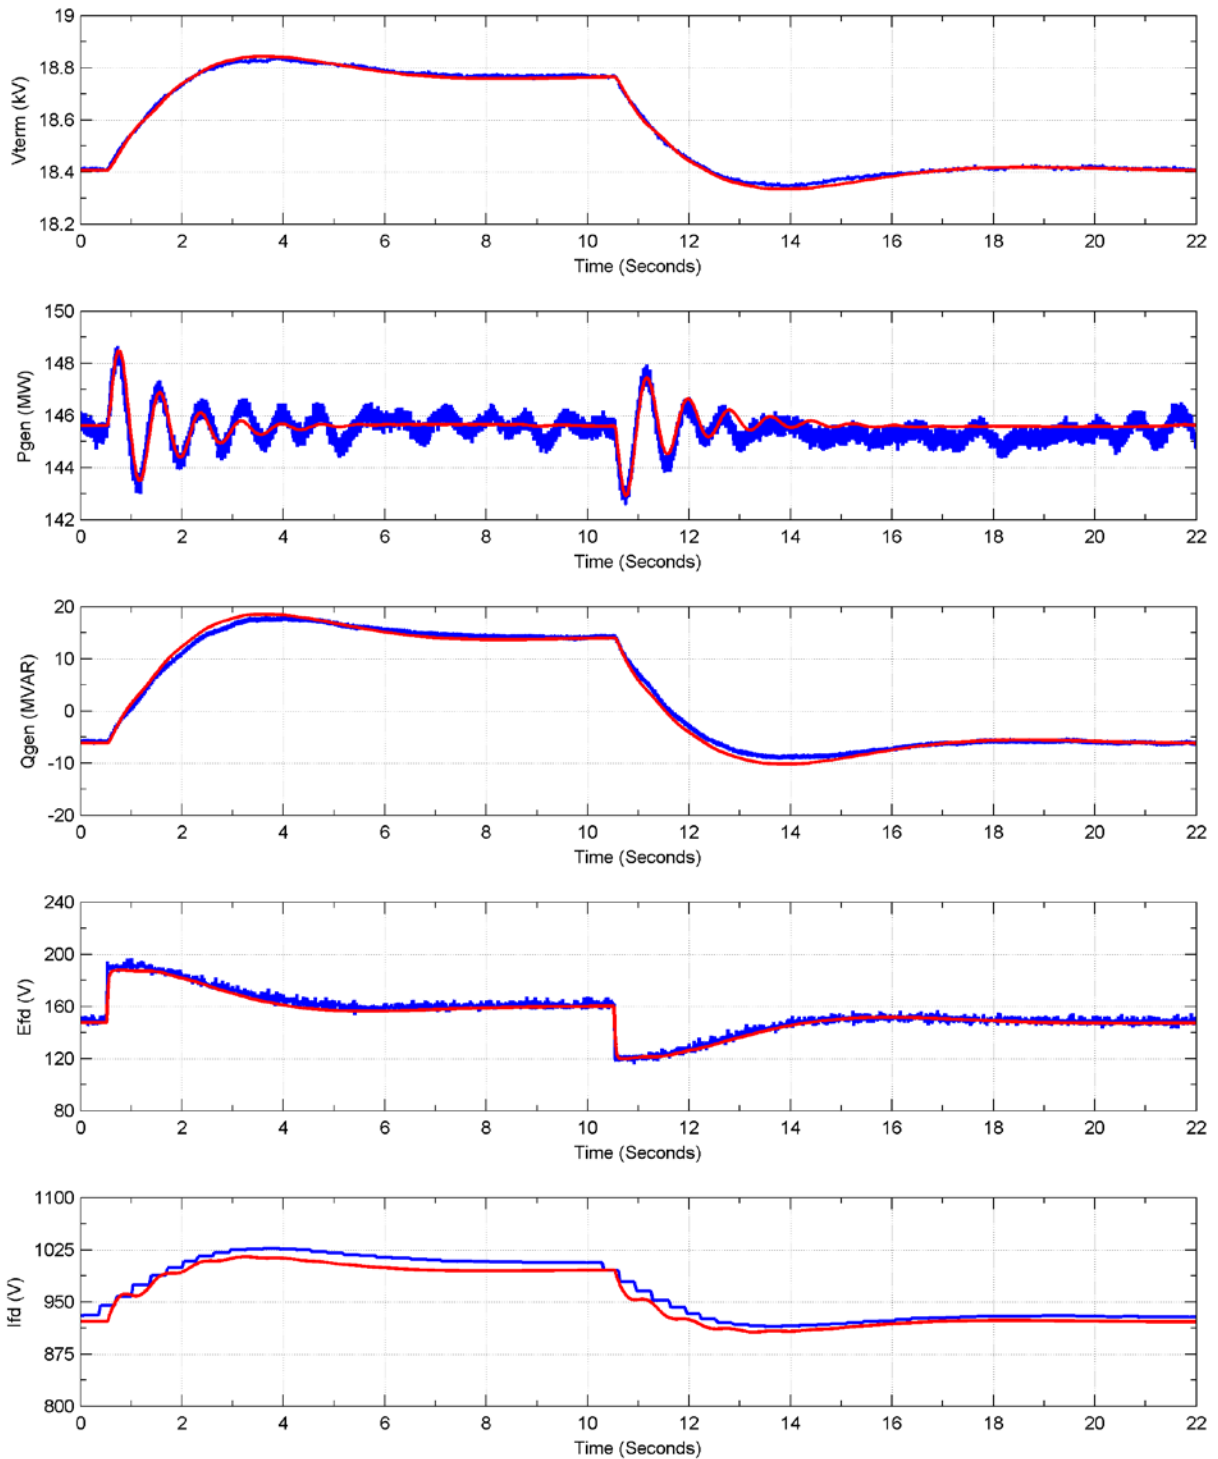 19
18.8
18.6
18.4
18.2
Vterm (kV)
0 2 4 6 8 10 12 14 16 18 20 22
Time (Seconds)
150
148
146
144
142
Pgen (MW)
0 2 4 6 8 10 12 14 16 18 20 22
Time (Seconds)
20
10
0
-10
-20
Qgen (MVAR)
0 2 4 6 8 10 12 14 16 18 20 22
Time (Seconds)
240
200
160
120
80
Efd (V)
0 2 4 6 8 10 12 14 16 18 20 22
Time (Seconds)
1100
1025
950
875
800
Ifd (V)
0 2 4 6 8 10 12 14 16 18 20 22
Time (Seconds)